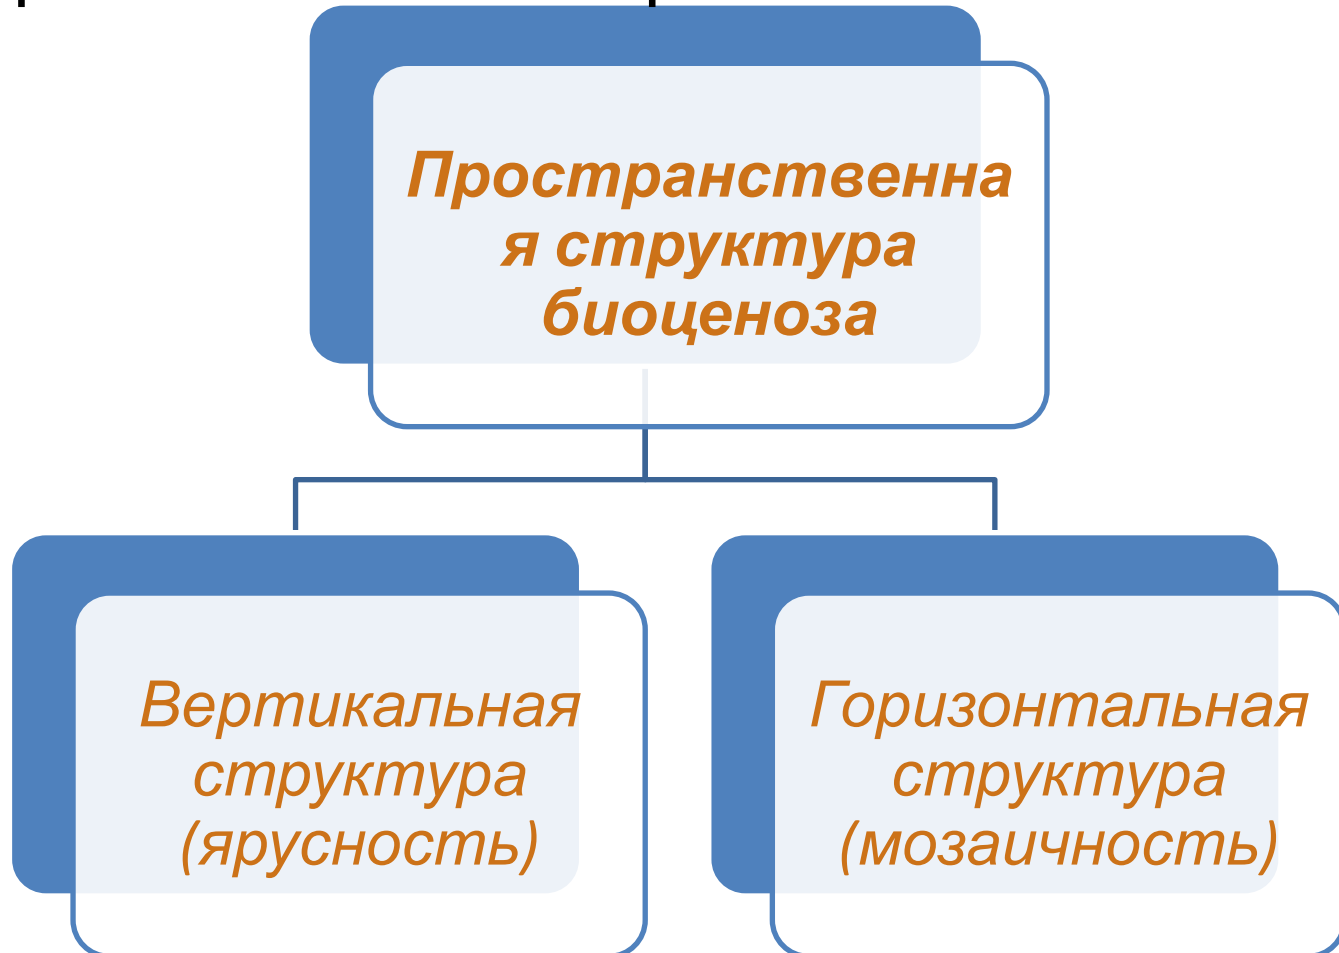 Пространственна
я структура
биоценоза
Вертикальная
структура
(ярусность)
Горизонтальная
структура
(мозаичность)